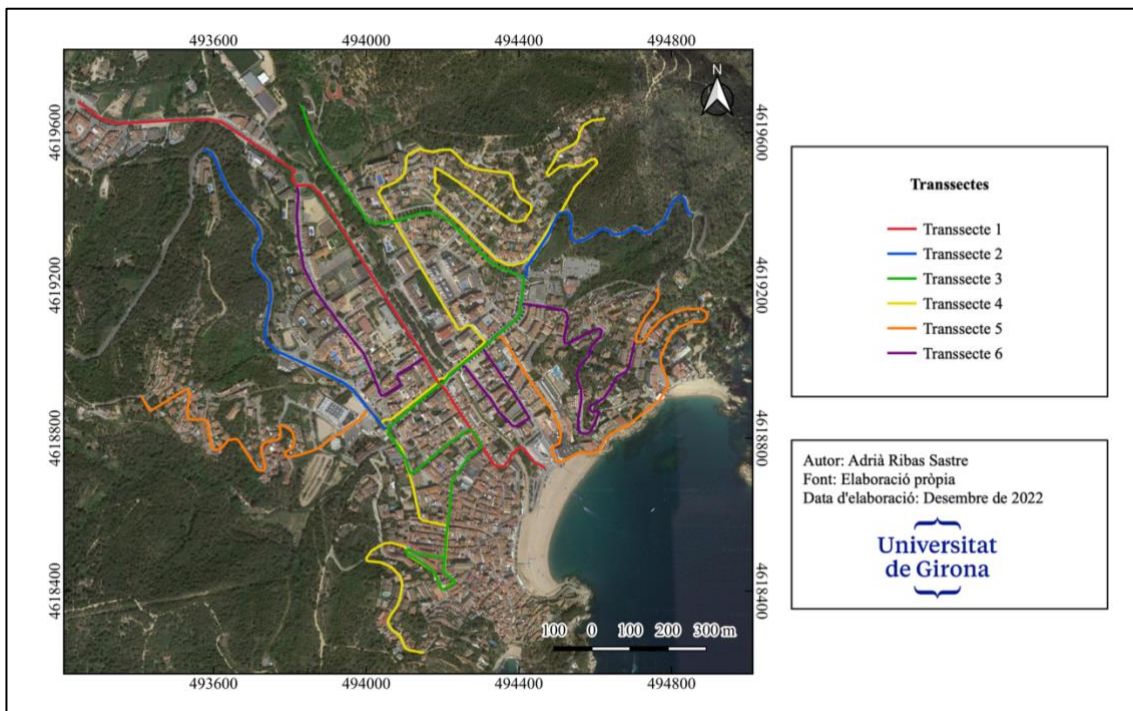 493600 494000 494400 494800
N
4619600 4619600
4619200 4619200
4618800 4618800
4618400 4618400
100 0 100 200 300 m
493600 494000 494400 494800
Transsectes
Transsecte 1
Transsecte 2
Transsecte 3
Transsecte 4
Transsecte 5
Transsecte 6
Autor: Adrià Ribas Sastre
Font: Elaboració pròpia
Data d'elaboració: Desembre de 2022
Universitat
de Girona